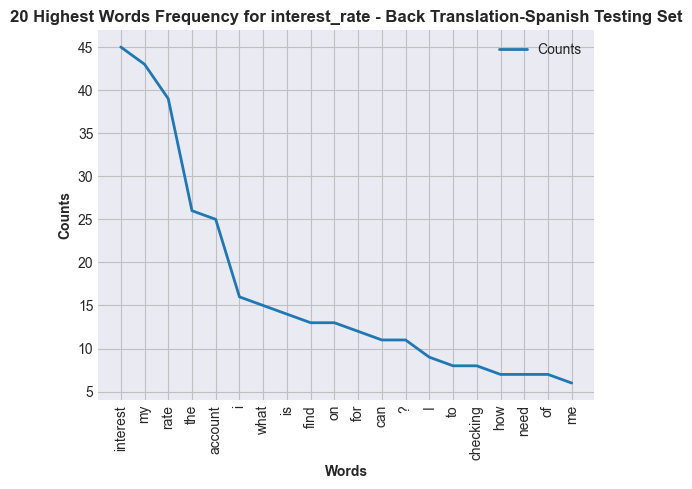 20 Highest Words Frequency for interest_rate - Back Translation-Spanish Testing Set
Counts
45
40
35
30
25
20
15
10
5
Counts
interest
my
rate
the
account
i
what
is
find
on
for
can
?
I
to
checking
how
need
of
me
Words